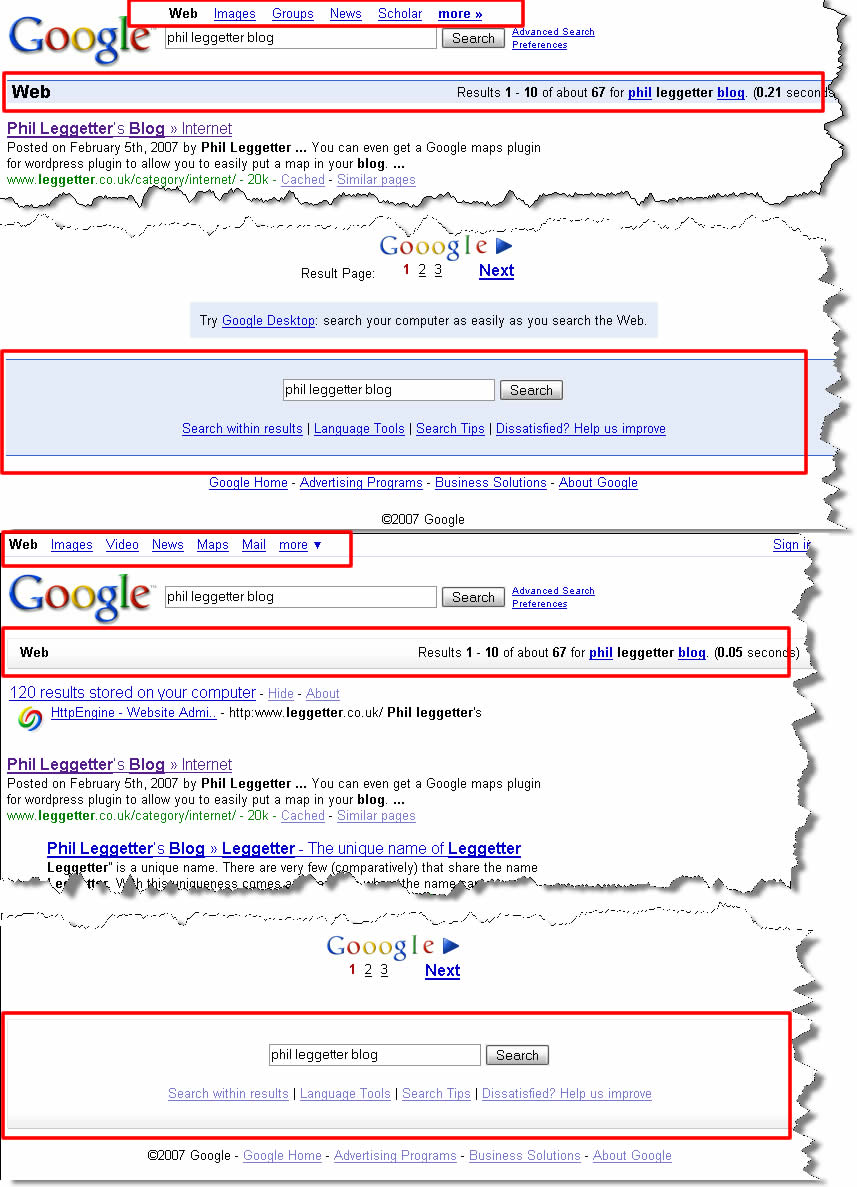 Web Images Groups News Scholar more »
Google phil leggetter blog Search Advanced Search
Preferences
Web Results 1 - 10 of about 67 for phil leggetter blog. (0.21 seconds
Phil Leggetter's Blog » Internet
Posted on February 5th, 2007 by Phil Leggetter ... You can even get a Google maps plugin
for wordpress plugin to allow you to easily put a map in your blog. ...
www.leggetter.co.uk/category/internet/ - 20k - Cached - Similar pages
Gooogle
Result Page: 1 2 3 Next
Try Google Desktop: search your computer as easily as you search the Web.
phil leggetter blog Search
Search within results | Language Tools | Search Tips | Dissatisfied? Help us improve
Google Home - Advertising Programs - Business Solutions - About Google
©2007 Google
Web Images Video News Maps Mail more ▼ Sign in
Google™ phil leggetter blog Search Advanced Search
Preferences
Web Results 1 - 10 of about 67 for phil leggetter blog. (0.05 seconds)
120 results stored on your computer - Hide - About
HttpEngine - Website Admi.. - http:www.leggetter.co.uk/ Phil leggetter's
Phil Leggetter's Blog » Internet
Posted on February 5th, 2007 by Phil Leggetter ... You can even get a Google maps plugin
for wordpress plugin to allow you to easily put a map in your blog. ...
www.leggetter.co.uk/category/internet/ - 20k - Cached - Similar pages
Phil Leggetter's Blog » Leggetter - The unique name of Leggetter
Leggetter" is a unique name. There are very few (comparatively) that share the name
Leggetter. With this uniqueness comes the name
Gooogle
1 2 3 Next
phil leggetter blog Search
Search within results | Language Tools | Search Tips | Dissatisfied? Help us improve
©2007 Google - Google Home - Advertising Programs - Business Solutions - About Google